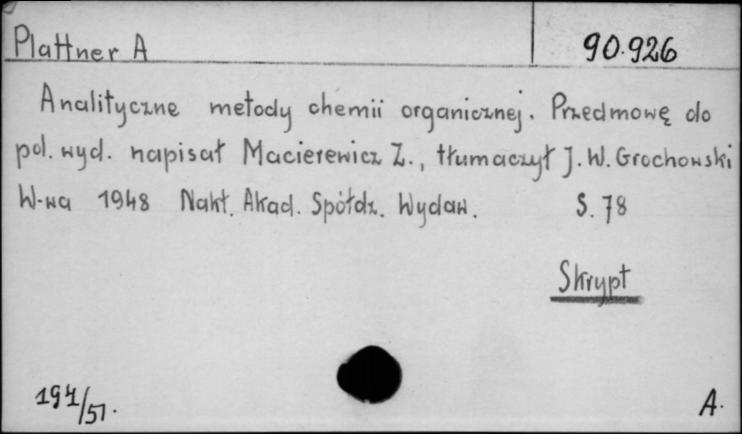 Plattner A
90.926
Analityczne metody chemii organicznej. Przedmowę do
pol. wyd. napisał Macierewicz Z., tłumaczył J. W. Grochowski
W-wa 1948 Nakł. Akad. Spółdz. Wydaw. S. 78
Skrypt
194/51.
A.